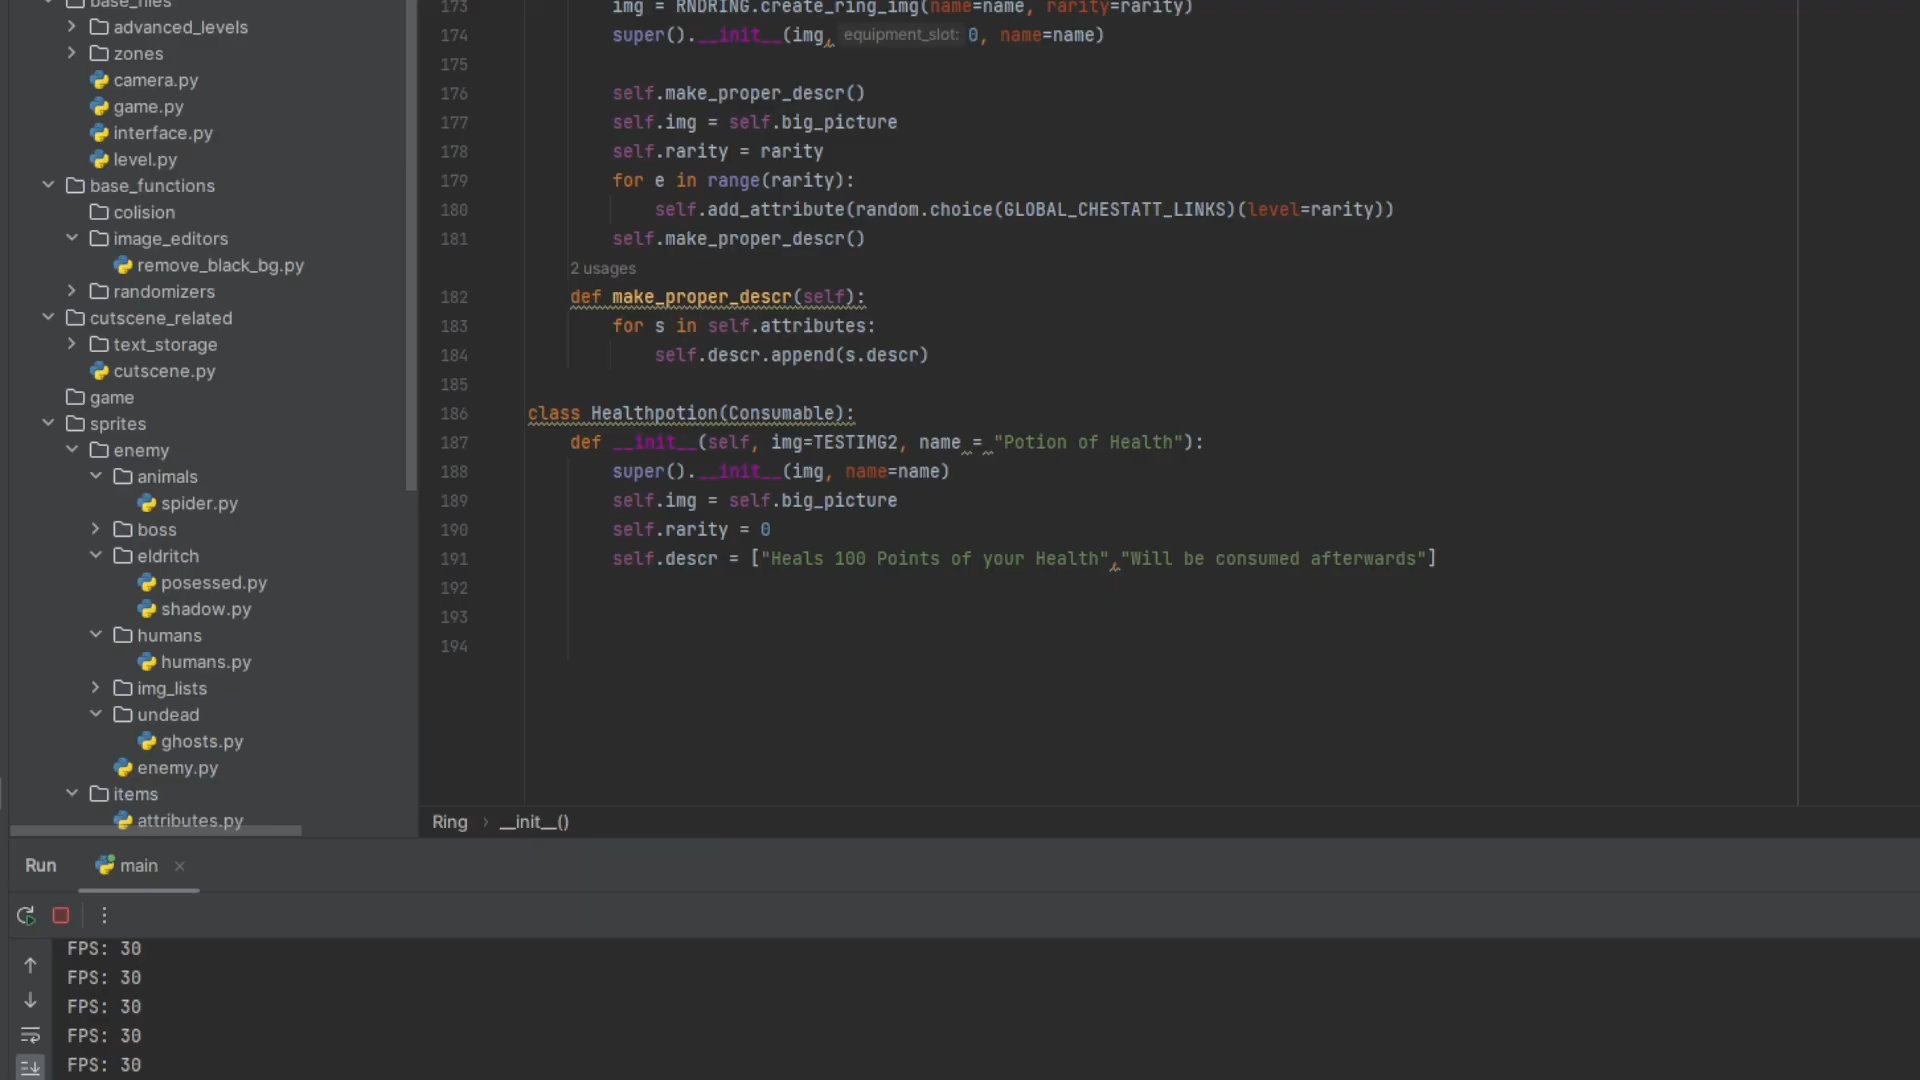 base_files
advanced_levels
zones
camera.py
game.py
interface.py
level.py
base_functions
colision
image_editors
remove_black_bg.py
randomizers
cutscene_related
text_storage
cutscene.py
game
sprites
enemy
animals
spider.py
boss
eldritch
posessed.py
shadow.py
humans
humans.py
img_lists
undead
ghosts.py
enemy.py
items
attributes.py
173 img = RNDRING.create_ring_img(name=name, rarity=rarity)
174 super().__init__(img, equipment_slot: 0, name=name)
175
176 self.make_proper_descr()
177 self.img = self.big_picture
178 self.rarity = rarity
179 for e in range(rarity):
180 self.add_attribute(random.choice(GLOBAL_CHESTATT_LINKS)(level=rarity))
181 self.make_proper_descr()
2 usages
182 def make_proper_descr(self):
183 for s in self.attributes:
184 self.descr.append(s.descr)
185
186 class Healthpotion(Consumable):
187 def __init__(self, img=TESTIMG2, name = "Potion of Health"):
188 super().__init__(img, name=name)
189 self.img = self.big_picture
190 self.rarity = 0
191 self.descr = ["Heals 100 Points of your Health","Will be consumed afterwards"]
192
193
194
Ring › __init__()
Run main ×
FPS: 30
FPS: 30
FPS: 30
FPS: 30
FPS: 30